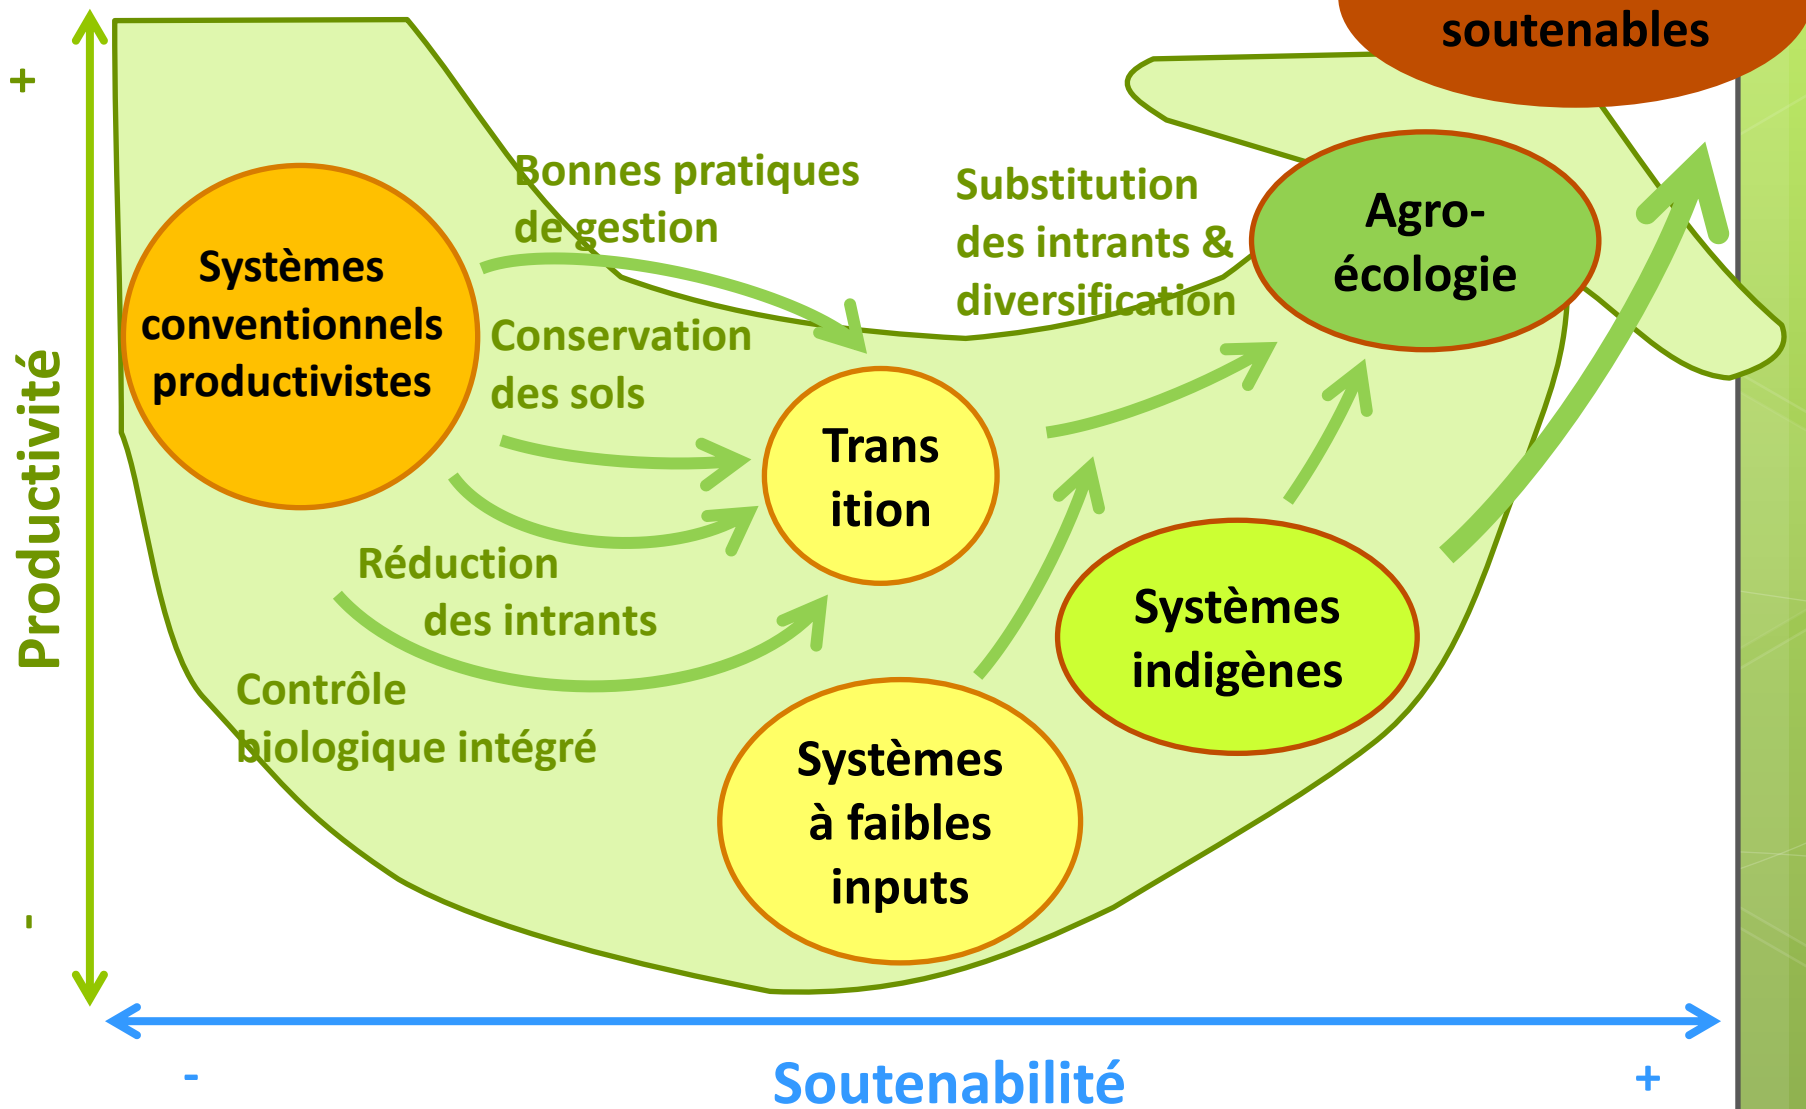 soutenables
+
Bonnes pratiques
de gestion
Substitution
des intrants &
diversification
Agro-
écologie
Systèmes
conventionnels
productivistes
Conservation
des sols
Trans
ition
Productivité
Réduction
des intrants
Systèmes
indigènes
Contrôle
biologique intégré
Systèmes
à faibles
inputs
-
-
Soutenabilité
+